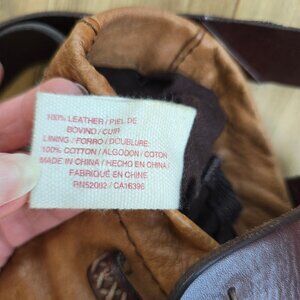 100% LEATHER / PIEL DE
BOVINO / CUIR
LINING / FORRO / DOUBLURE:
100% COTTON / ALGODON / COTON
MADE IN CHINA / HECHO EN CHINA /
FABRIQUÉ EN CHINE
RN52002 / CA16396